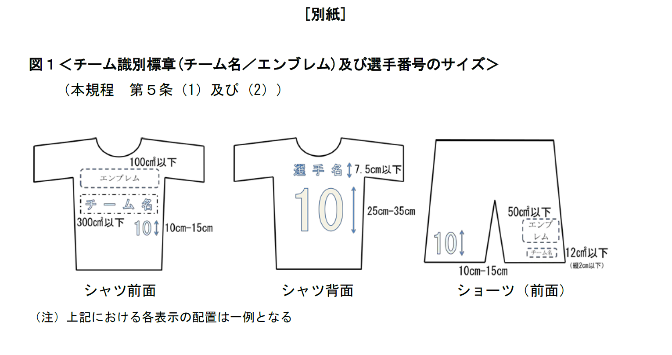 [別紙]
図１＜チーム識別標章(チーム名／エンブレム)及び選手番号のサイズ＞
（本規程　第５条（1）及び（2））
100㎠以下
エンブレム
チーム名
300㎠以下
10
10cm-15cm
シャツ前面
選手名
7.5cm以下
10
25cm-35cm
シャツ背面
10
10cm-15cm
50㎠以下
エンブ
レム
チーム名
12㎠以下
(縦2cm以下)
ショーツ（前面）
（注）上記における各表示の配置は一例となる